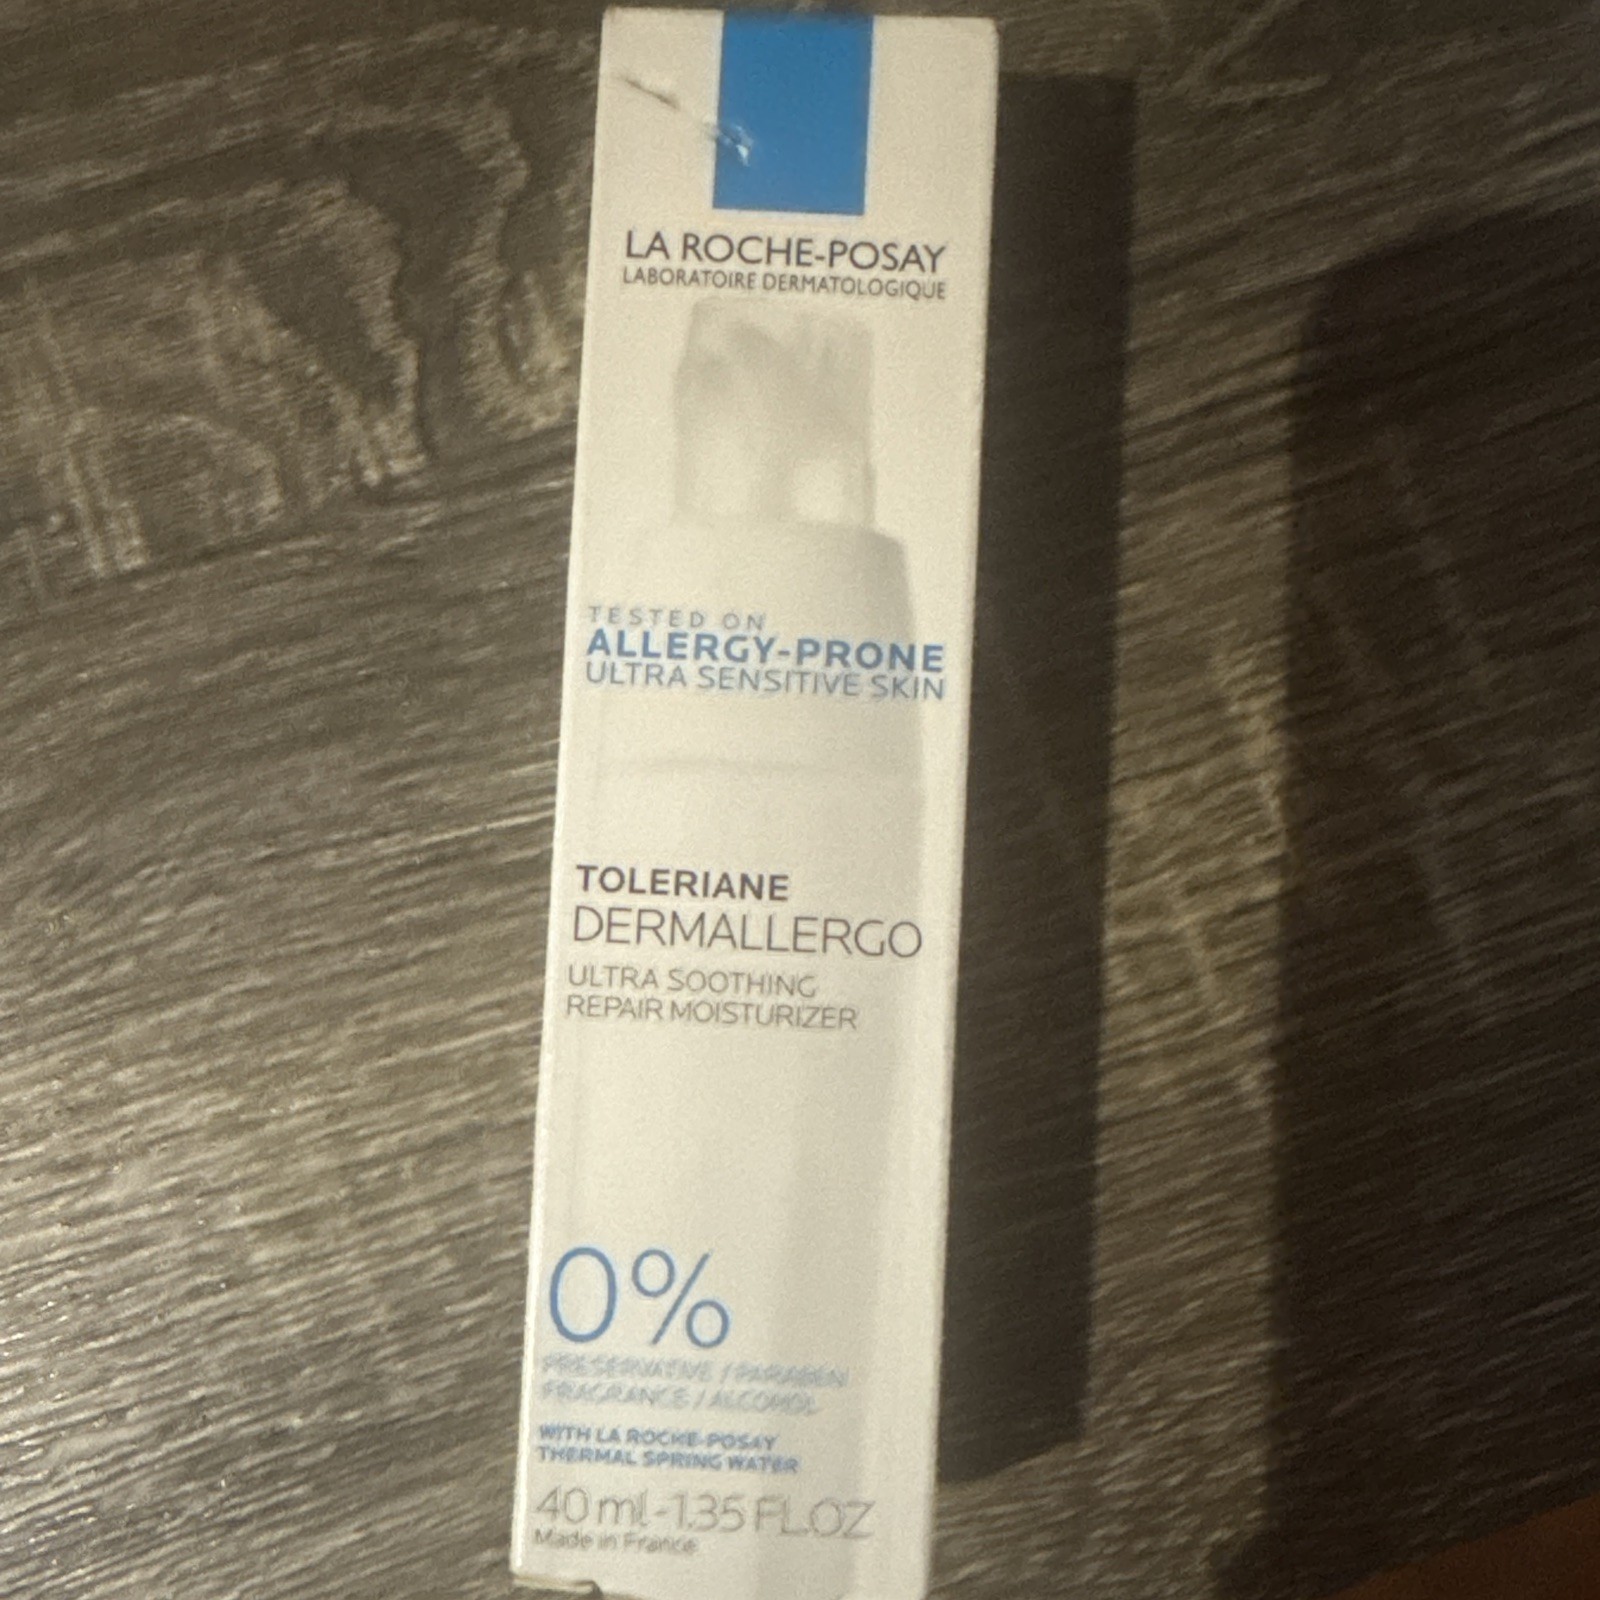 LA ROCHE-POSAY
LABORATOIRE DERMATOLOGIQUE
TESTED ON
ALLERGY-PRONE
ULTRA SENSITIVE SKIN
TOLERIANE
DERMALLERGO
ULTRA SOOTHING
REPAIR MOISTURIZER
0%
PRESERVATIVE / PARABEN
FRAGRANCE / ALCOHOL
WITH LA ROCHE-POSAY
THERMAL SPRING WATER
40 ml - 1.35 FL.OZ
Made in France